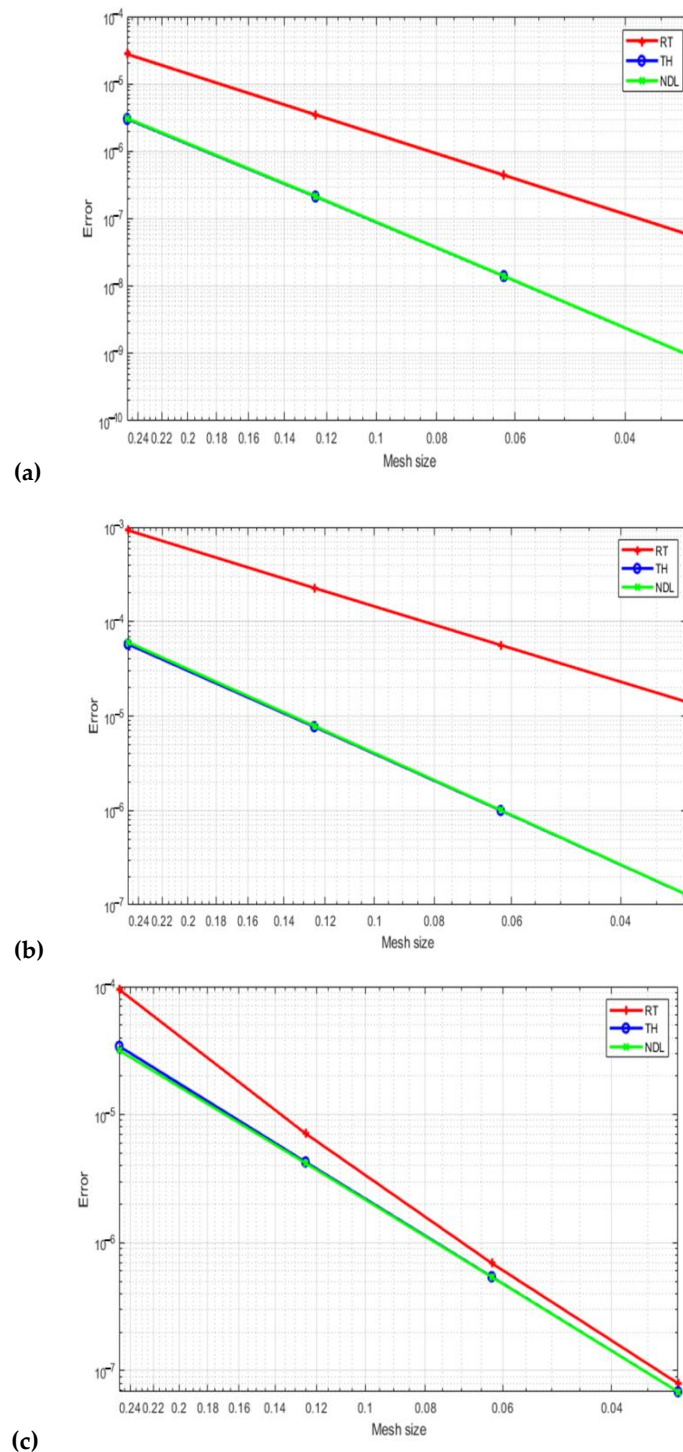 10⁻⁴
RT
TH
NDL
10⁻⁵
10⁻⁶
Error
10⁻⁷
10⁻⁸
10⁻⁹
10⁻¹⁰
0.24 0.22 0.2 0.18 0.16 0.14 0.12 0.1 0.08 0.06 0.04
Mesh size
(a)
10⁻³
RT
TH
NDL
10⁻⁴
Error
10⁻⁵
10⁻⁶
10⁻⁷
0.24 0.22 0.2 0.18 0.16 0.14 0.12 0.1 0.08 0.06 0.04
Mesh size
(b)
10⁻⁴
RT
TH
NDL
10⁻⁵
Error
10⁻⁶
10⁻⁷
0.24 0.22 0.2 0.18 0.16 0.14 0.12 0.1 0.08 0.06 0.04
Mesh size
(c)